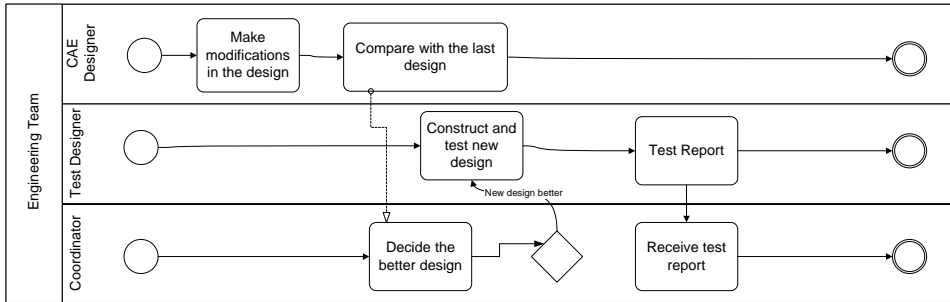 Engineering Team
CAE
Designer
Make
modifications
in the design
Compare with the last
design
Test Designer
Construct and
test new
design
Test Report
New design better
Coordinator
Decide the
better design
Receive test
report